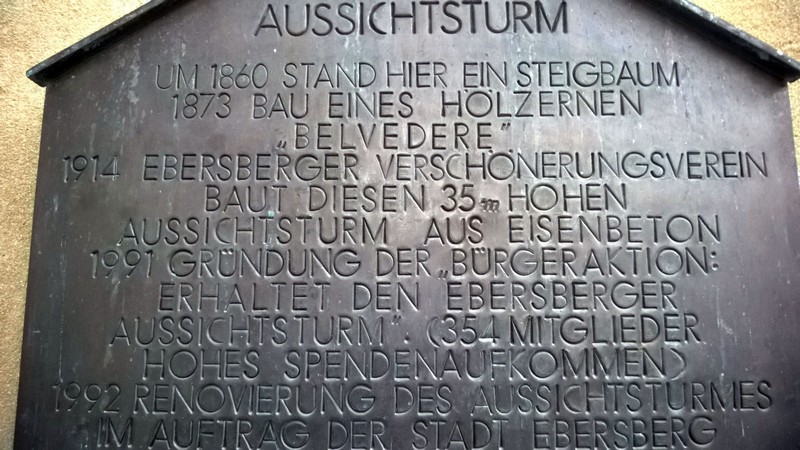 AUSSICHTSTURM
UM 1860 STAND HIER EIN STEIGBAUM
1873 BAU EINES HÖLZERNEN
„BELVEDERE"
1914 EBERSBERGER VERSCHÖNERUNGSVEREIN
BAUT DIESEN 35m HOHEN
AUSSICHTSTURM AUS EISENBETON
1991 GRÜNDUNG DER „BÜRGERAKTION:
ERHALTET DEN EBERSBERGER
AUSSICHTSTURM". (354 MITGLIEDER
HOHES SPENDENAUFKOMMEN)
1992 RENOVIERUNG DES AUSSICHTSTURMES
IM AUFTRAG DER STADT EBERSBERG